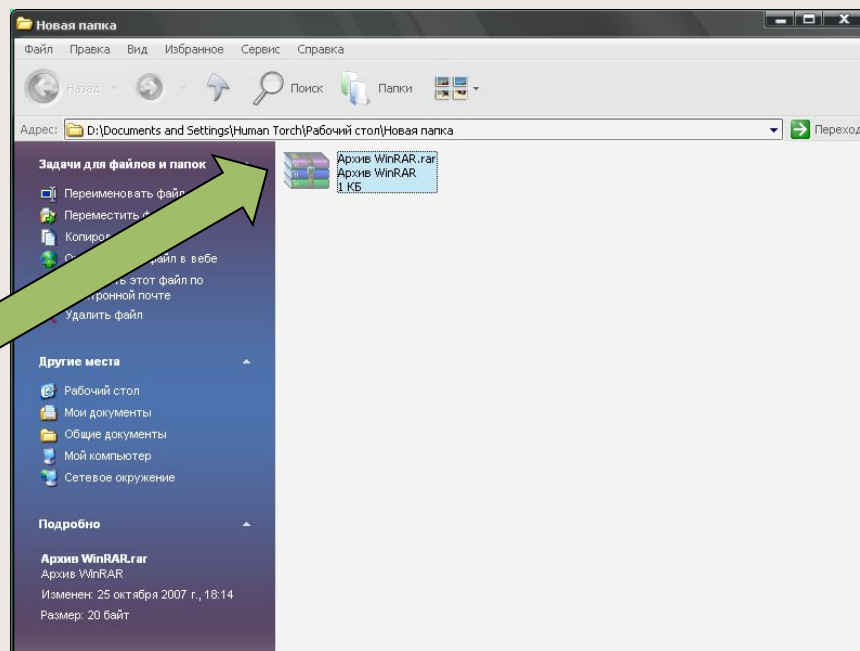 Новая папка
Файл Правка Вид Избранное Сервис Справка
Назад Поиск Папки
Адрес: D:\Documents and Settings\Human Torch\Рабочий стол\Новая папка Переход
Задачи для файлов и папок
Переименовать файл
Переместить
файл в вебе
этот файл по
почте
Удалить файл
Другие места
Рабочий стол
Мои документы
Общие документы
Мой компьютер
Сетевое окружение
Подробно
Архив WinRAR.rar
Архив WinRAR
Изменен: 25 октября 2007 г., 18:14
Размер: 20 байт
Архив WinRAR.rar
Архив WinRAR
1 КБ